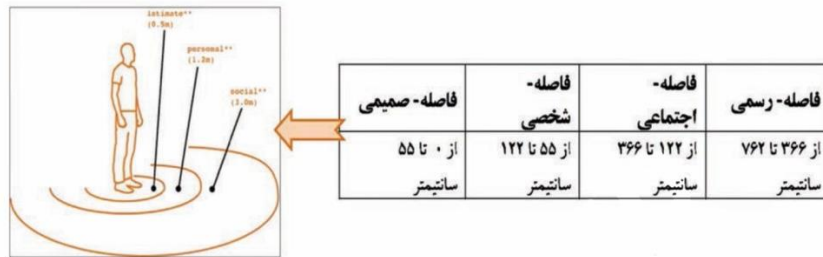 intimate**
(0.5m)
personal**
(1.2m)
social**
(3.0m)
فاصله- رسمی
فاصله-
اجتماعی
فاصله-
شخصی
فاصله- صمیمی
از ۳۶۶ تا ۷۶۲
سانتیمتر
از ۱۲۲ تا ۳۶۶
سانتیمتر
از ۵۵ تا ۱۲۲
سانتیمتر
از ۰ تا ۵۵
سانتیمتر